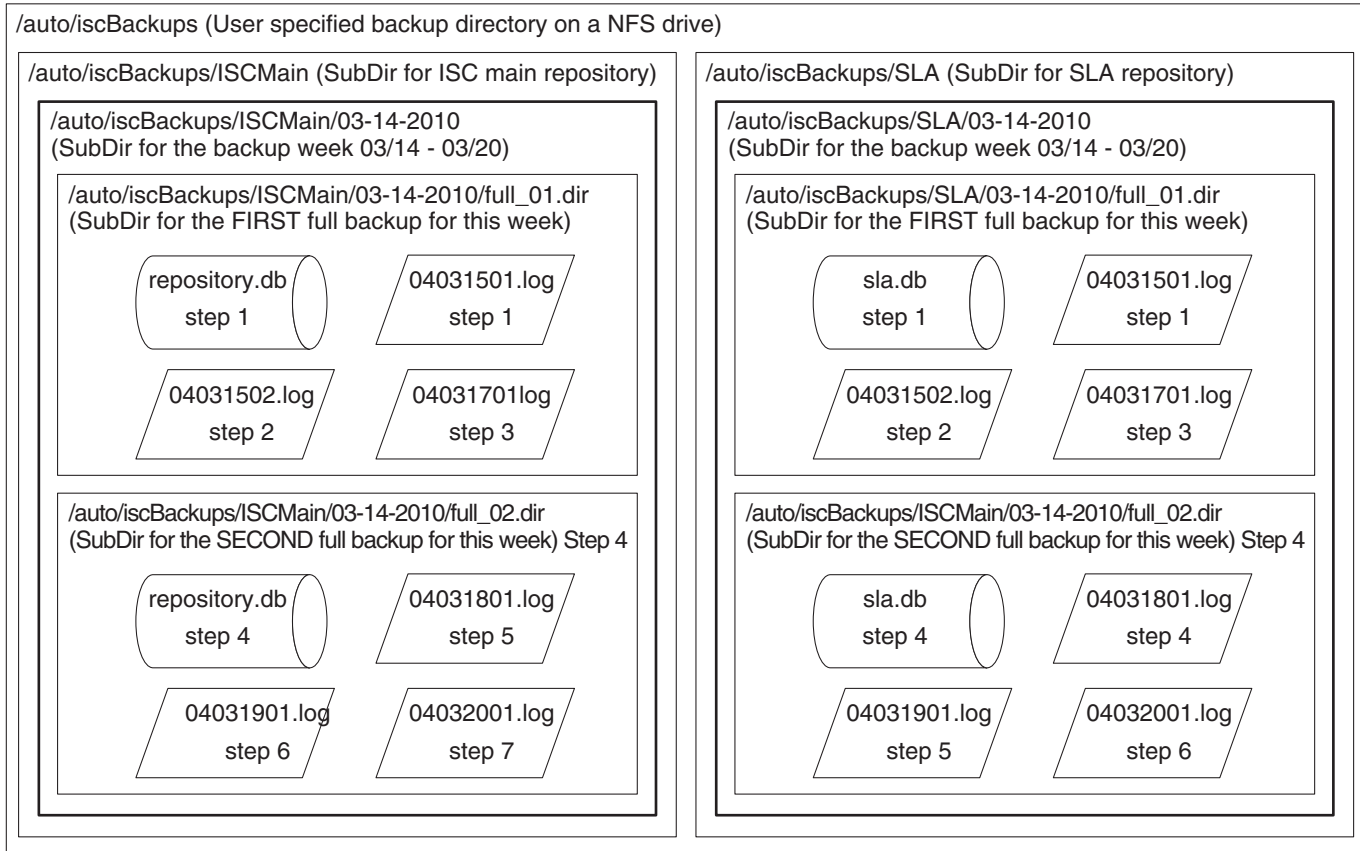 /auto/iscBackups (User specified backup directory on a NFS drive)
/auto/iscBackups/ISCMain (SubDir for ISC main repository)
/auto/iscBackups/ISCMain/03-14-2010
(SubDir for the backup week 03/14 - 03/20)
/auto/iscBackups/ISCMain/03-14-2010/full_01.dir
(SubDir for the FIRST full backup for this week)
repository.db
step 1
04031501.log
step 1
04031502.log
step 2
04031701log
step 3
/auto/iscBackups/ISCMain/03-14-2010/full_02.dir
(SubDir for the SECOND full backup for this week) Step 4
repository.db
step 4
04031801.log
step 5
04031901.log
step 6
04032001.log
step 7
/auto/iscBackups/SLA (SubDir for SLA repository)
/auto/iscBackups/SLA/03-14-2010
(SubDir for the backup week 03/14 - 03/20)
/auto/iscBackups/SLA/03-14-2010/full_01.dir
(SubDir for the FIRST full backup for this week)
sla.db
step 1
04031501.log
step 1
04031502.log
step 2
04031701.log
step 3
/auto/iscBackups/ISCMain/03-14-2010/full_02.dir
(SubDir for the SECOND full backup for this week) Step 4
sla.db
step 4
04031801.log
step 4
04031901.log
step 5
04032001.log
step 6